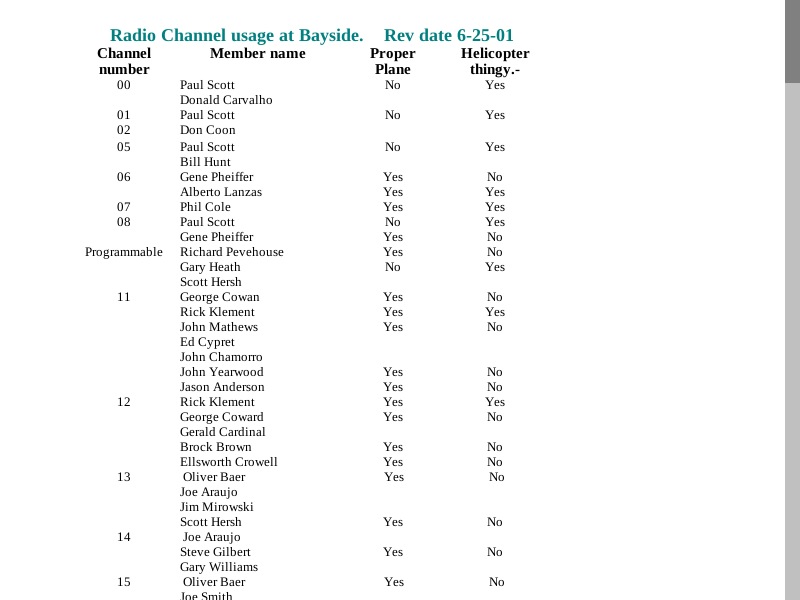 Radio Channel usage at Bayside. Rev date 6-25-01
Channel number Member name Proper Plane Helicopter thingy.-
00 Paul Scott No Yes
Donald Carvalho
01 Paul Scott No Yes
02 Don Coon
05 Paul Scott No Yes
Bill Hunt
06 Gene Pheiffer Yes No
Alberto Lanzas Yes Yes
07 Phil Cole Yes Yes
08 Paul Scott No Yes
Gene Pheiffer Yes No
Programmable Richard Pevehouse Yes No
Gary Heath No Yes
Scott Hersh
11 George Cowan Yes No
Rick Klement Yes Yes
John Mathews Yes No
Ed Cypret
John Chamorro
John Yearwood Yes No
Jason Anderson Yes No
12 Rick Klement Yes Yes
George Coward Yes No
Gerald Cardinal
Brock Brown Yes No
Ellsworth Crowell Yes No
13 Oliver Baer Yes No
Joe Araujo
Jim Mirowski
Scott Hersh Yes No
14 Joe Araujo
Steve Gilbert Yes No
Gary Williams
15 Oliver Baer Yes No
Joe Smith